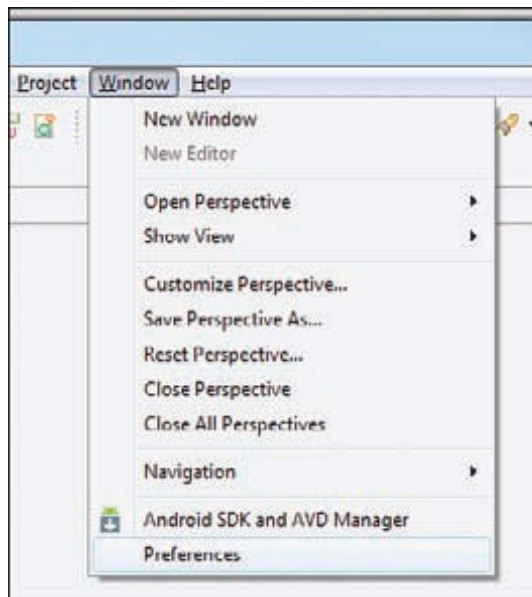 Project Window Help
New Window
New Editor
Open Perspective
Show View
Customize Perspective...
Save Perspective As...
Reset Perspective...
Close Perspective
Close All Perspectives
Navigation
Android SDK and AVD Manager
Preferences